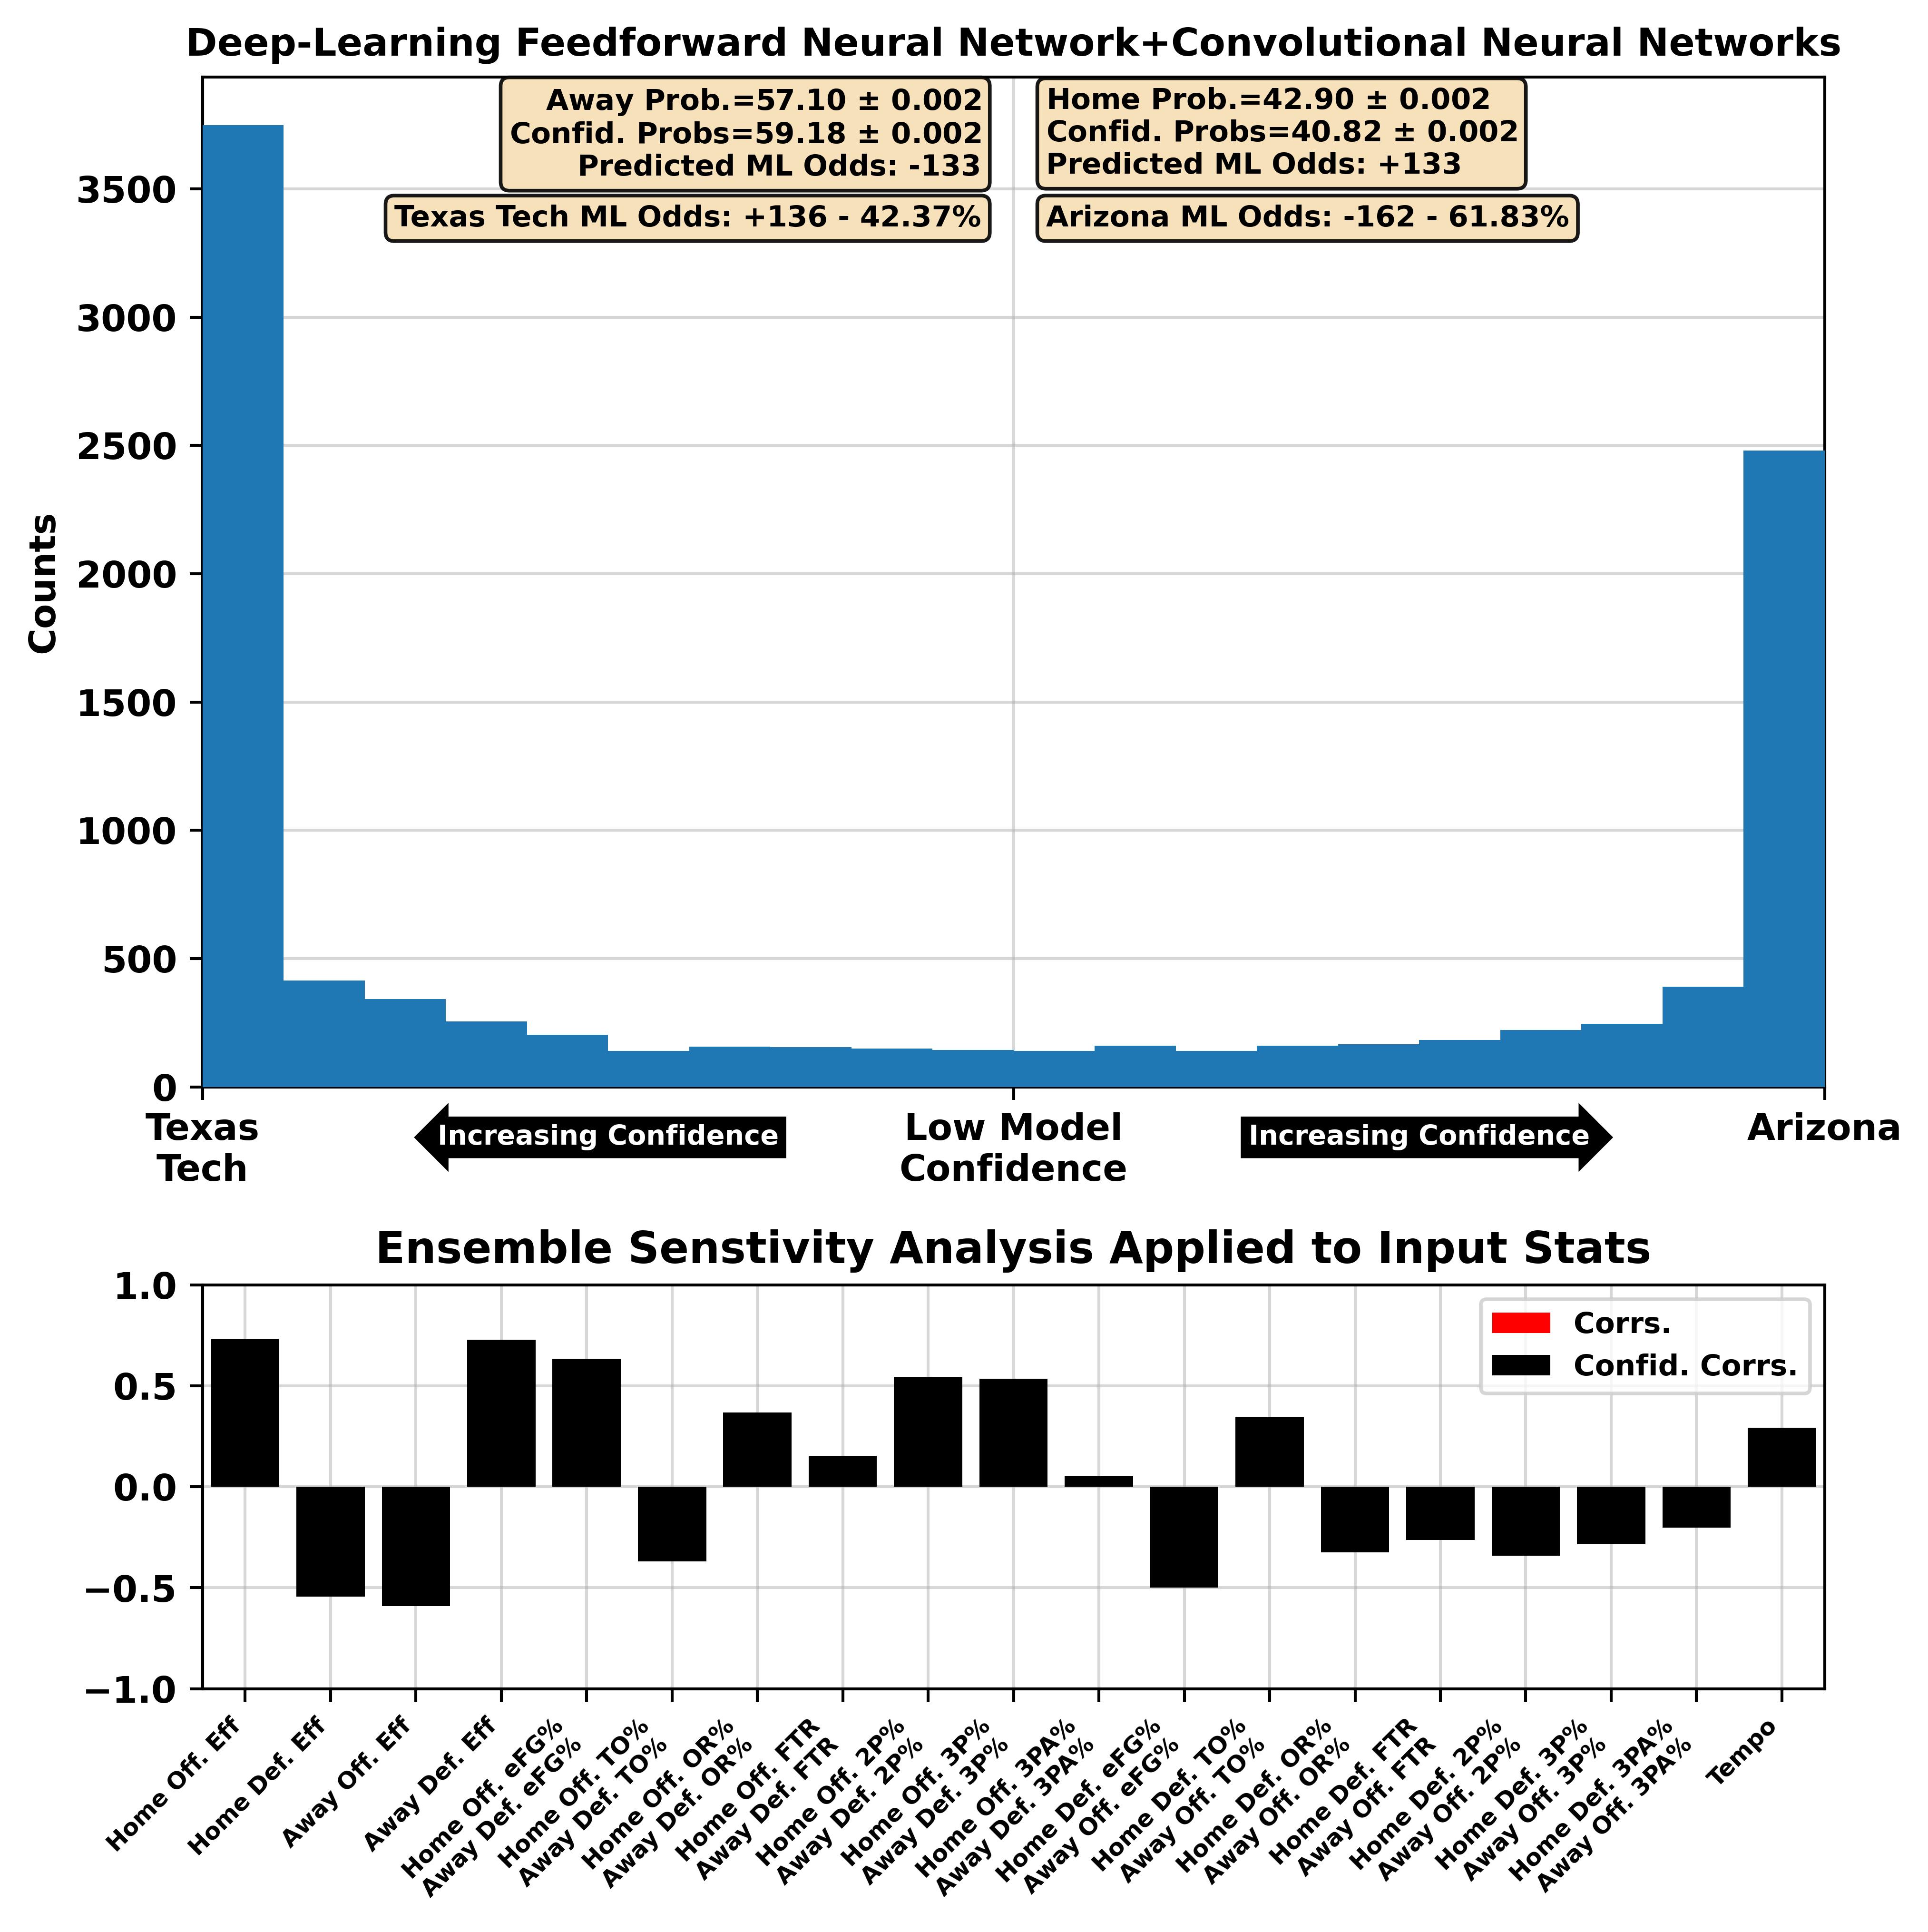 Deep-Learning Feedforward Neural Network+Convolutional Neural Networks
Away Prob.=57.10 ± 0.002
Confid. Probs=59.18 ± 0.002
Predicted ML Odds: -133
Texas Tech ML Odds: +136 - 42.37%
Home Prob.=42.90 ± 0.002
Confid. Probs=40.82 ± 0.002
Predicted ML Odds: +133
Arizona ML Odds: -162 - 61.83%
Counts
3500
3000
2500
2000
1500
1000
500
0
Texas
Tech
Increasing Confidence
Low Model
Confidence
Increasing Confidence
Arizona
Ensemble Senstivity Analysis Applied to Input Stats
1.0
0.5
0.0
−0.5
−1.0
Corrs.
Confid. Corrs.
Home Off. Eff
Home Def. Eff
Away Off. Eff
Away Def. Eff
Home Off. eFG%
Away Def. eFG%
Home Off. TO%
Away Def. TO%
Home Off. OR%
Away Def. OR%
Home Off. FTR
Away Def. FTR
Home Off. 2P%
Away Def. 2P%
Home Off. 3P%
Away Def. 3P%
Home Off. 3PA%
Away Def. 3PA%
Home Def. eFG%
Away Off. eFG%
Home Def. TO%
Away Off. TO%
Home Def. OR%
Away Off. OR%
Home Def. FTR
Away Off. FTR
Home Def. 2P%
Away Off. 2P%
Home Def. 3P%
Away Off. 3P%
Home Def. 3PA%
Away Off. 3PA%
Tempo